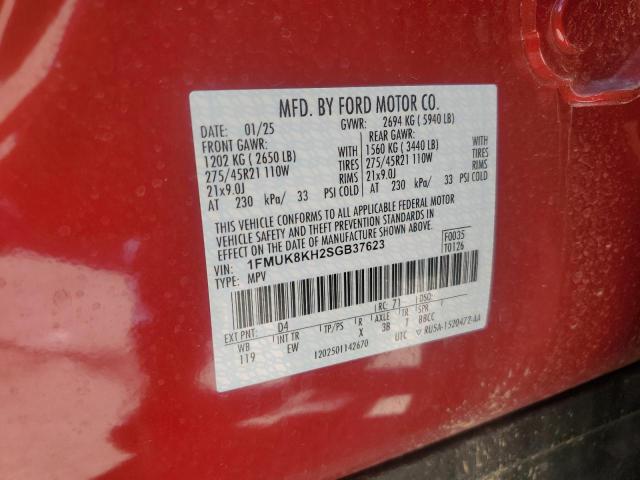 MFD. BY FORD MOTOR CO.
DATE: 01/25 GVWR: 2694 KG ( 5940 LB)
FRONT GAWR: REAR GAWR:
1202 KG ( 2650 LB) WITH 1560 KG ( 3440 LB) WITH
275/45R21 110W TIRES 275/45R21 110W TIRES
21x9.0J RIMS 21x9.0J RIMS
AT 230 kPa/ 33 PSI COLD AT 230 kPa/ 33 PSI COLD
THIS VEHICLE CONFORMS TO ALL APPLICABLE FEDERAL MOTOR
VEHICLE SAFETY AND THEFT PREVENTION STANDARDS IN
EFFECT ON THE DATE OF MANUFACTURE SHOWN ABOVE.
VIN: 1FMUK8KH2SGB37623 F0035
TYPE: MPV T0126
EXT PNT: D4 RC: 71 DSO:
WB INT TR TP/PS R AXLE T SPR
119 EW X 3B BBCC
1202501142670 UTC RU5A-1520472-AA